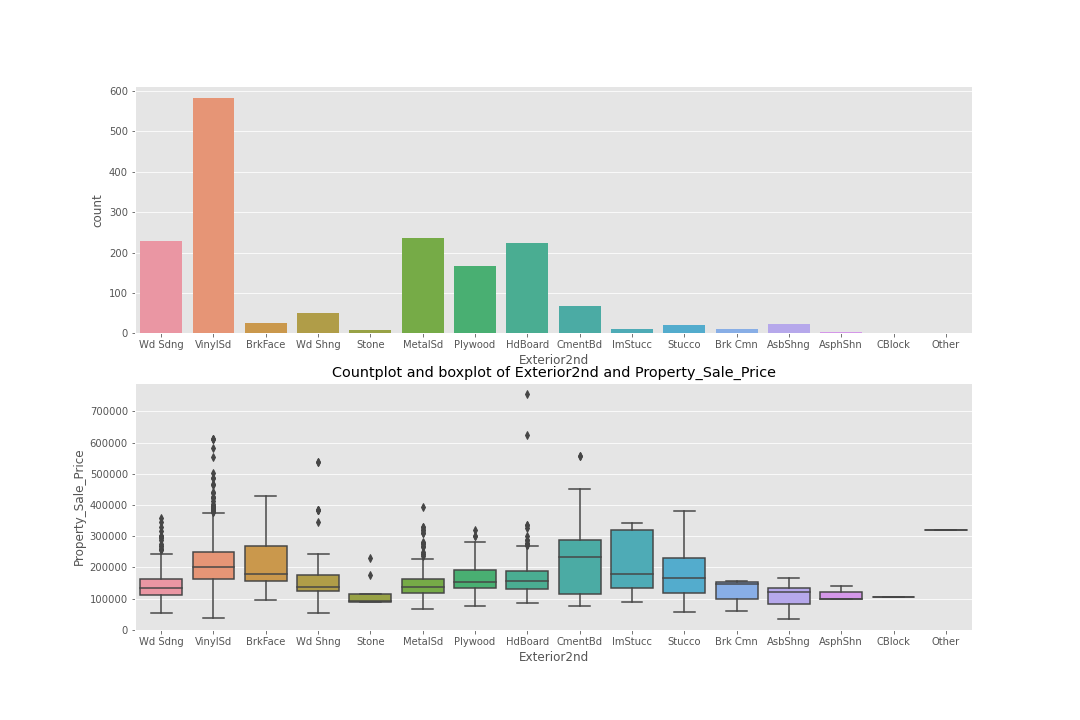 600
500
400
300
200
100
0
count
Wd Sdng VinylSd BrkFace Wd Shng Stone MetalSd Plywood HdBoard CmentBd ImStucc Stucco Brk Cmn AsbShng AsphShn CBlock Other
Exterior2nd
Countplot and boxplot of Exterior2nd and Property_Sale_Price
700000
600000
500000
400000
300000
200000
100000
0
Property_Sale_Price
Wd Sdng VinylSd BrkFace Wd Shng Stone MetalSd Plywood HdBoard CmentBd ImStucc Stucco Brk Cmn AsbShng AsphShn CBlock Other
Exterior2nd